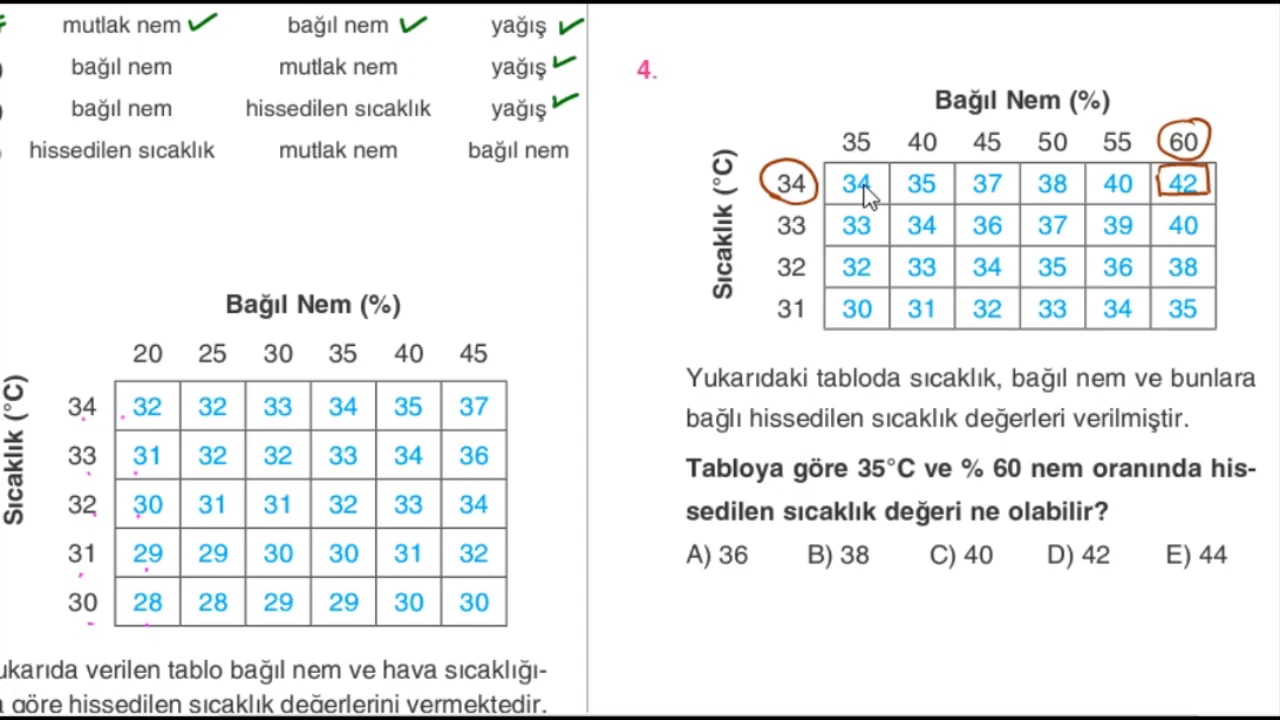 mutlak nem bağıl nem yağış
bağıl nem mutlak nem yağış
bağıl nem hissedilen sıcaklık yağış
hissedilen sıcaklık mutlak nem bağıl nem
Bağıl Nem (%)
20 25 30 35 40 45
Sıcaklık (°C)
34 32 32 33 34 35 37
33 31 32 32 33 34 36
32 30 31 31 32 33 34
31 29 29 30 30 31 32
30 28 28 29 29 30 30
ukarıda verilen tablo bağıl nem ve hava sıcaklığı-
a göre hissedilen sıcaklık değerlerini vermektedir.
4.
Bağıl Nem (%)
35 40 45 50 55 60
Sıcaklık (°C)
34 34 35 37 38 40 42
33 33 34 36 37 39 40
32 32 33 34 35 36 38
31 30 31 32 33 34 35
Yukarıdaki tabloda sıcaklık, bağıl nem ve bunlara
bağlı hissedilen sıcaklık değerleri verilmiştir.
Tabloya göre 35°C ve % 60 nem oranında his-
sedilen sıcaklık değeri ne olabilir?
A) 36 B) 38 C) 40 D) 42 E) 44